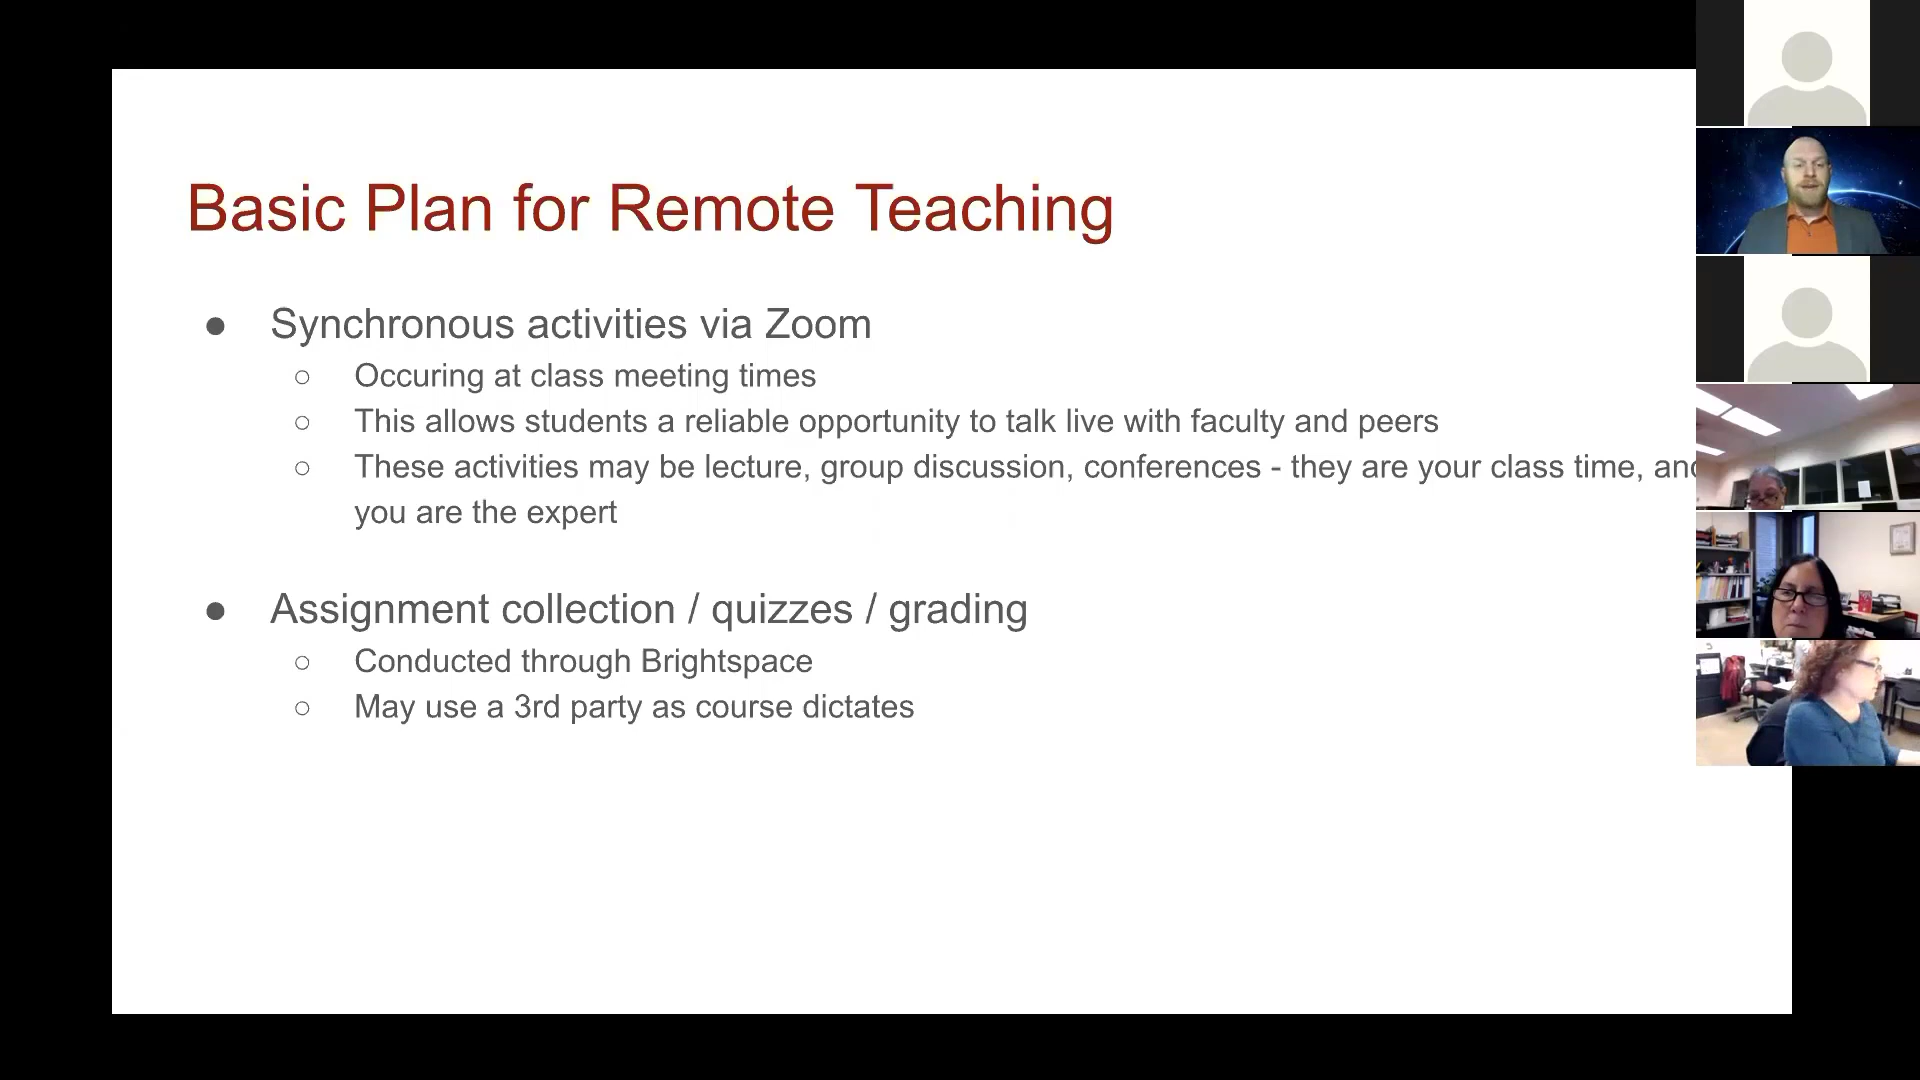 Basic Plan for Remote Teaching
● Synchronous activities via Zoom
○ Occuring at class meeting times
○ This allows students a reliable opportunity to talk live with faculty and peers
○ These activities may be lecture, group discussion, conferences - they are your class time, and
you are the expert
● Assignment collection / quizzes / grading
○ Conducted through Brightspace
○ May use a 3rd party as course dictates